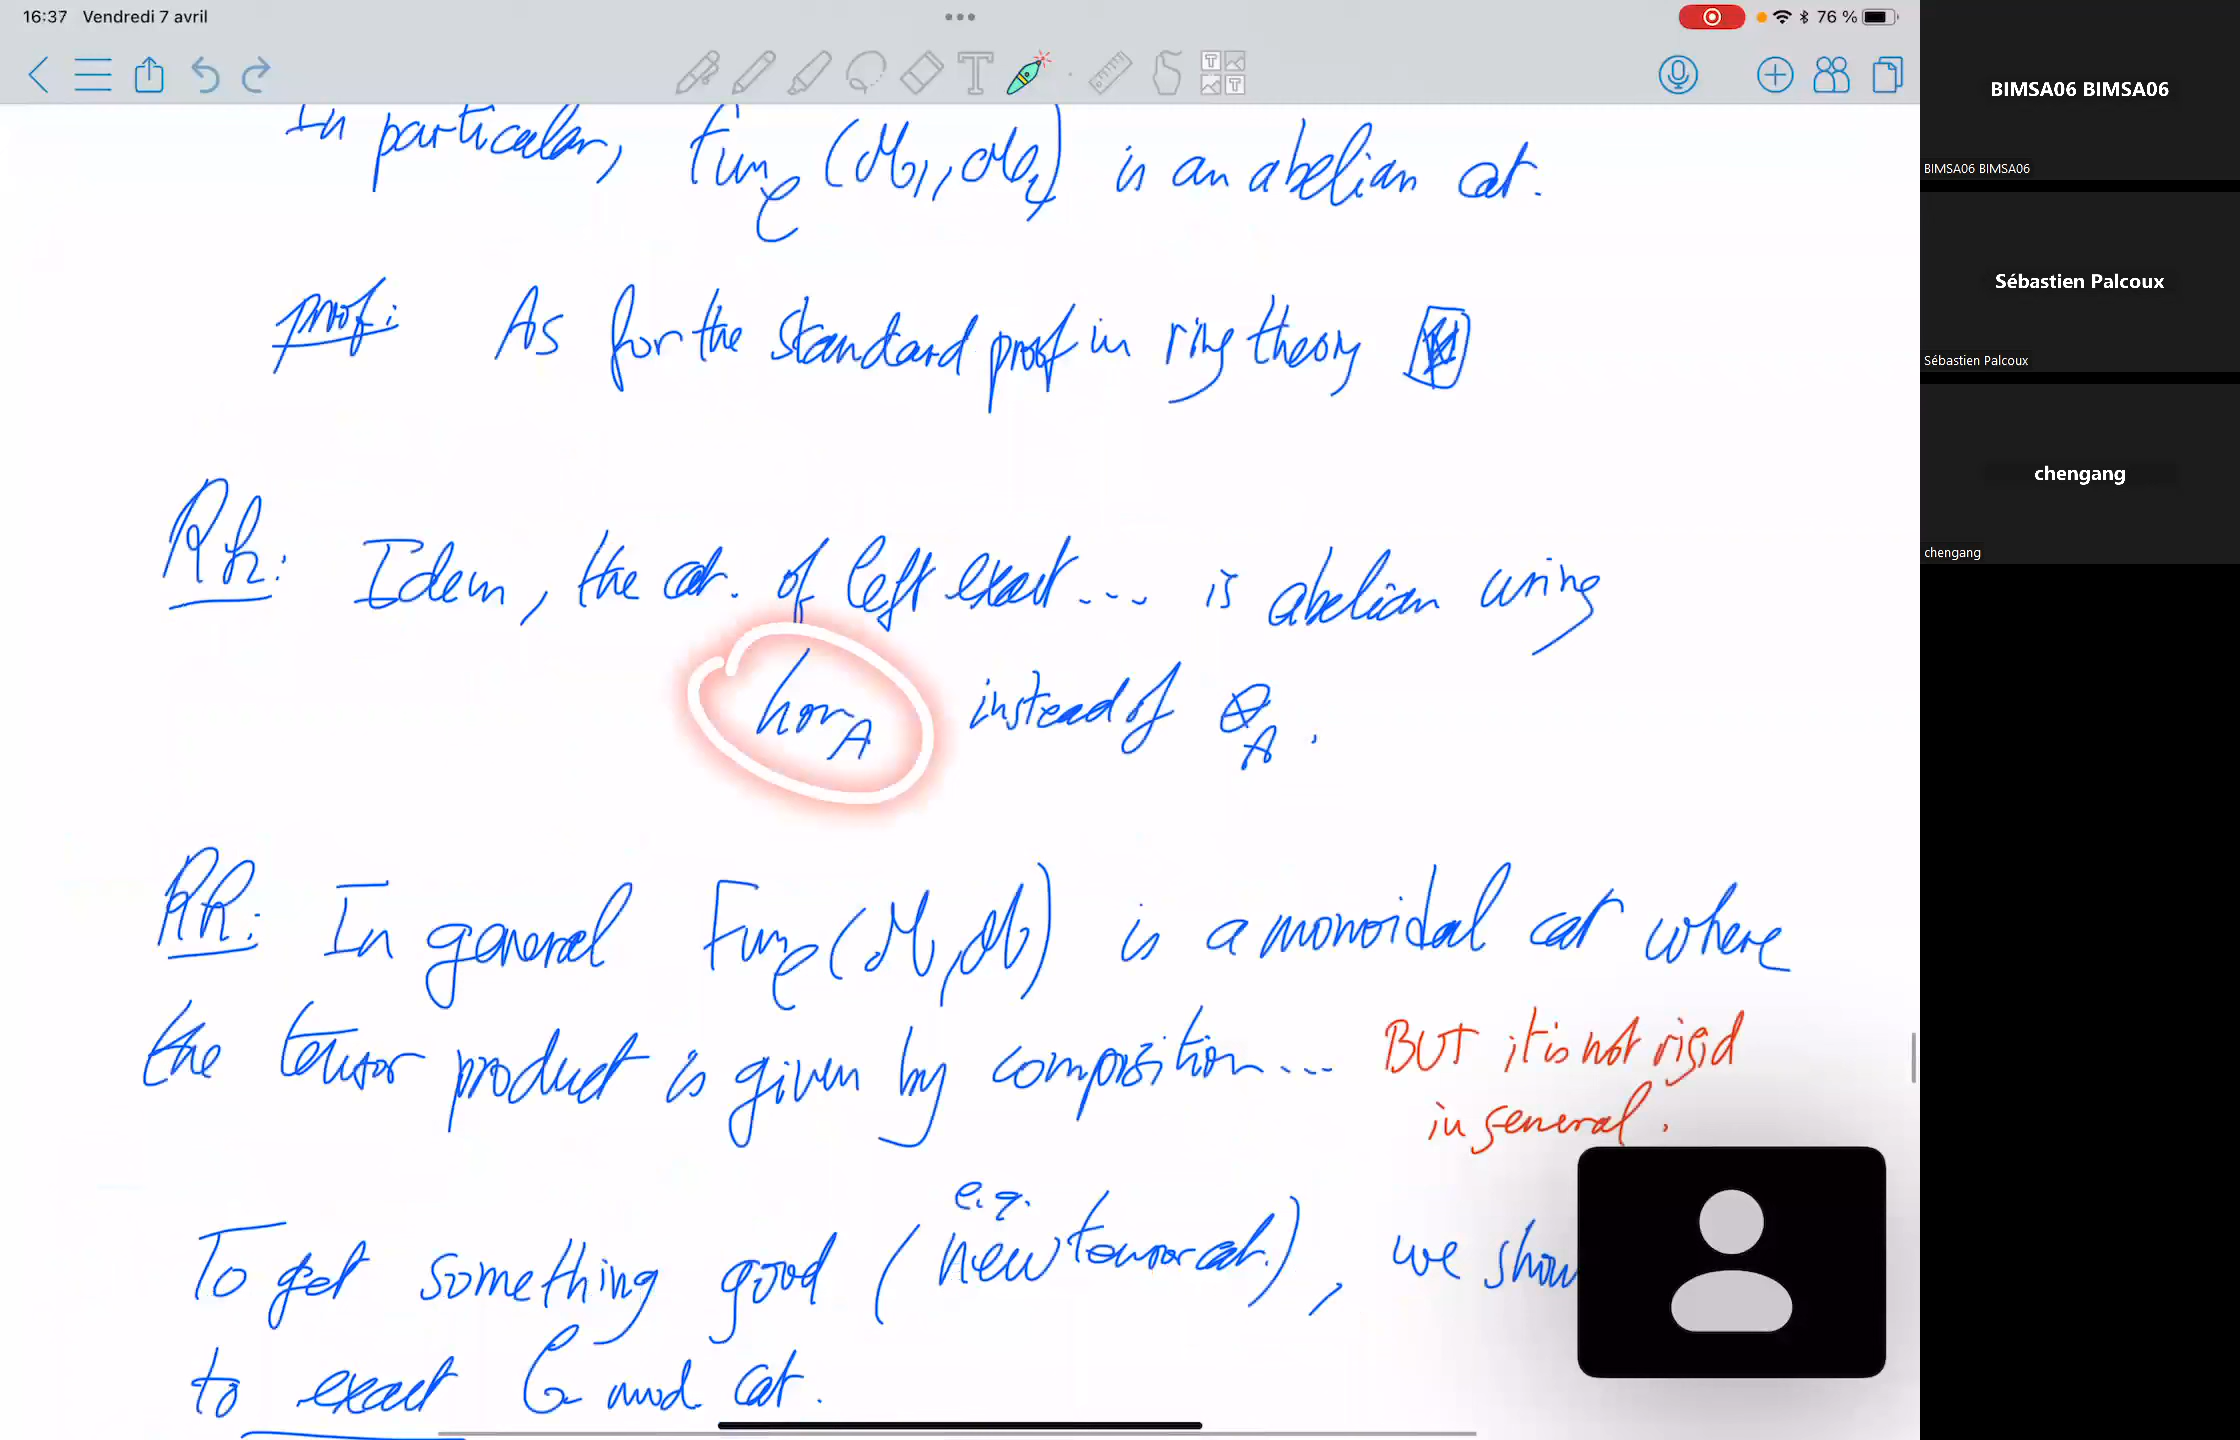 16:37 Vendredi 7 avril
76 %
In particular, Fun_C (M₁, M₂) is an abelian cat.
proof: As for the standard proof in ring theory
Rk: Idem, the cat. of left exact... is abelian using
hom_A instead of ⊗_A.
Rk: In general Fun_C (M, M) is a monoidal cat where
the tensor product is given by composition...
BUT it is not rigid
in general.
e.g.
To get something good ( new tensor cat.), we shou
to exact C-mod. cat.
BIMSA06 BIMSA06
BIMSA06 BIMSA06
Sébastien Palcoux
Sébastien Palcoux
chengang
chengang